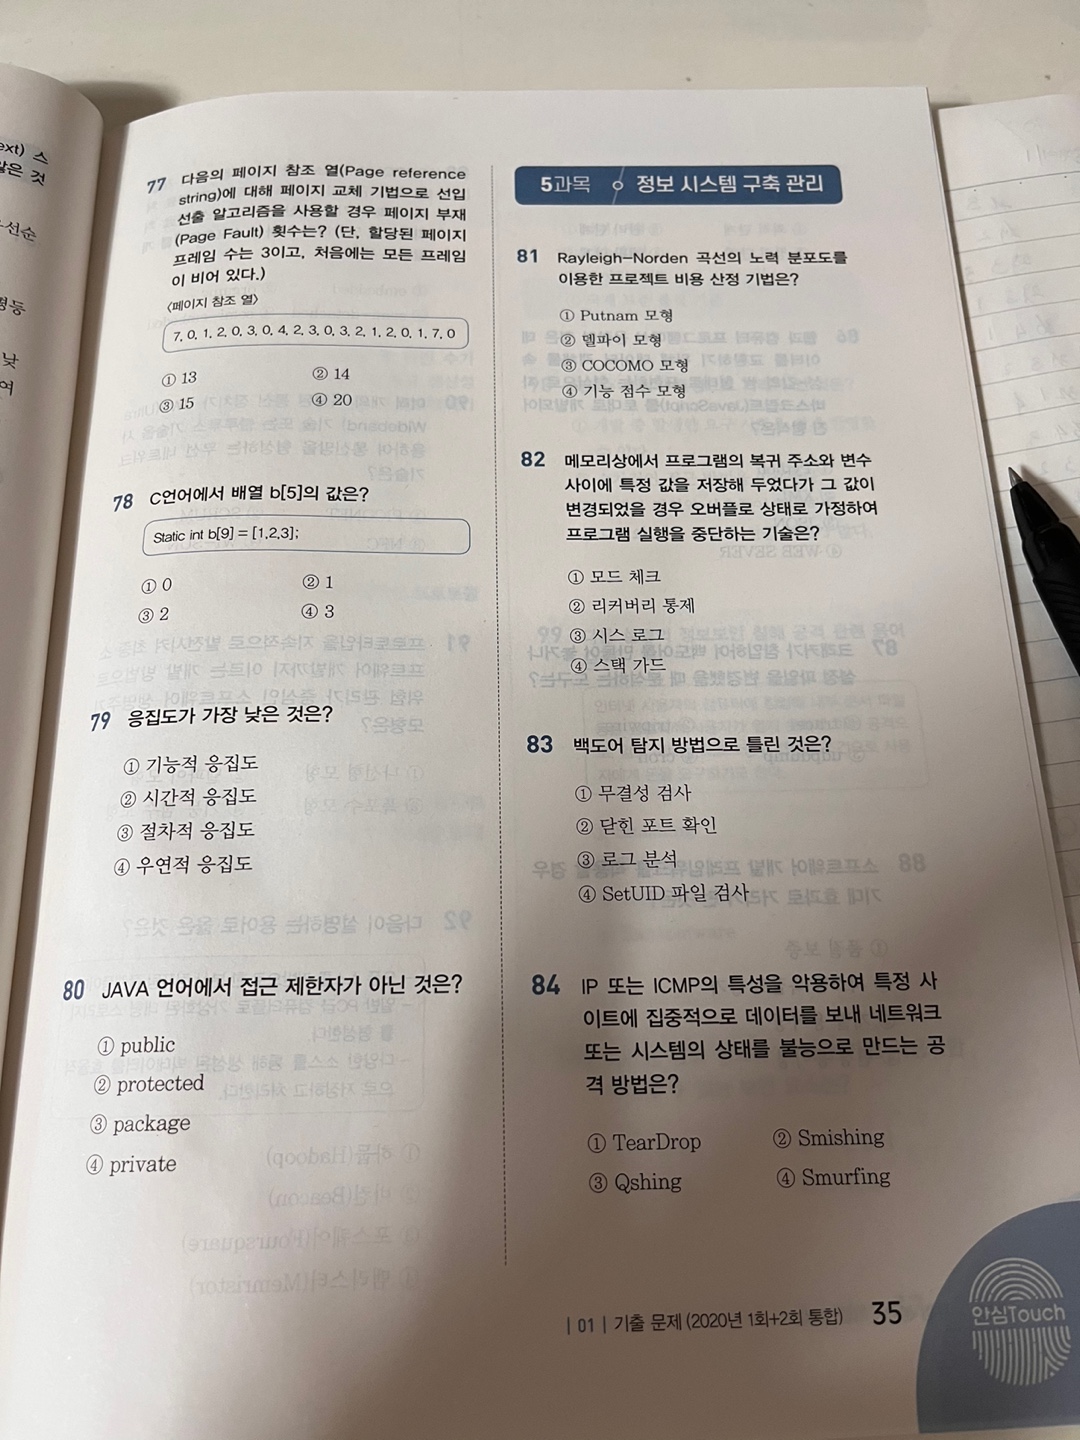 ext) 스
않은 것
선순
평등
낮
여
77 다음의 페이지 참조 열(Page reference
string)에 대해 페이지 교체 기법으로 선입
선출 알고리즘을 사용할 경우 페이지 부재
(Page Fault) 횟수는? (단, 할당된 페이지
프레임 수는 3이고, 처음에는 모든 프레임
이 비어 있다.)
〈페이지 참조 열〉
7, 0, 1, 2, 0, 3, 0, 4, 2, 3, 0, 3, 2, 1, 2, 0, 1, 7, 0
① 13 ② 14
③ 15 ④ 20
78 C언어에서 배열 b[5]의 값은?
Static int b[9] = [1,2,3];
① 0 ② 1
③ 2 ④ 3
79 응집도가 가장 낮은 것은?
① 기능적 응집도
② 시간적 응집도
③ 절차적 응집도
④ 우연적 응집도
80 JAVA 언어에서 접근 제한자가 아닌 것은?
① public
② protected
③ package
④ private
5과목 정보 시스템 구축 관리
81 Rayleigh-Norden 곡선의 노력 분포도를
이용한 프로젝트 비용 산정 기법은?
① Putnam 모형
② 델파이 모형
③ COCOMO 모형
④ 기능 점수 모형
82 메모리상에서 프로그램의 복귀 주소와 변수
사이에 특정 값을 저장해 두었다가 그 값이
변경되었을 경우 오버플로 상태로 가정하여
프로그램 실행을 중단하는 기술은?
① 모드 체크
② 리커버리 통제
③ 시스 로그
④ 스택 가드
83 백도어 탐지 방법으로 틀린 것은?
① 무결성 검사
② 닫힌 포트 확인
③ 로그 분석
④ SetUID 파일 검사
84 IP 또는 ICMP의 특성을 악용하여 특정 사
이트에 집중적으로 데이터를 보내 네트워크
또는 시스템의 상태를 불능으로 만드는 공
격 방법은?
① TearDrop ② Smishing
③ Qshing ④ Smurfing
| 01 | 기출 문제 (2020년 1회+2회 통합) 35
안심Touch